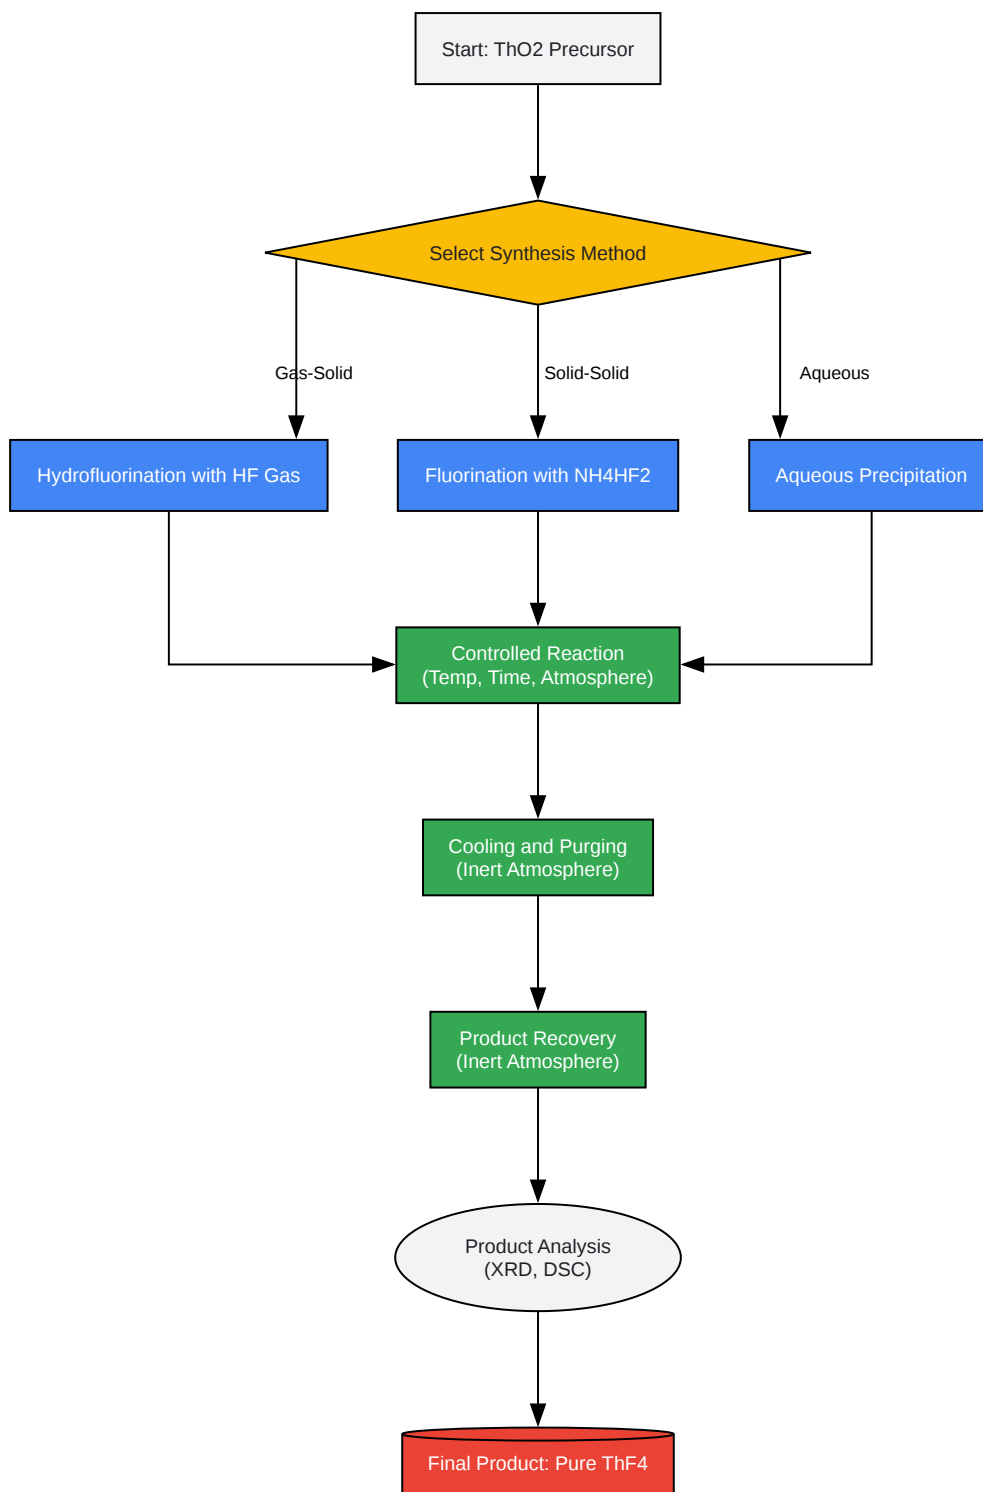 Start: ThO2 Precursor
Select Synthesis Method
Gas-Solid
Solid-Solid
Aqueous
Hydrofluorination with HF Gas
Fluorination with NH4HF2
Aqueous Precipitation
Controlled Reaction
(Temp, Time, Atmosphere)
Cooling and Purging
(Inert Atmosphere)
Product Recovery
(Inert Atmosphere)
Product Analysis
(XRD, DSC)
Final Product: Pure ThF4